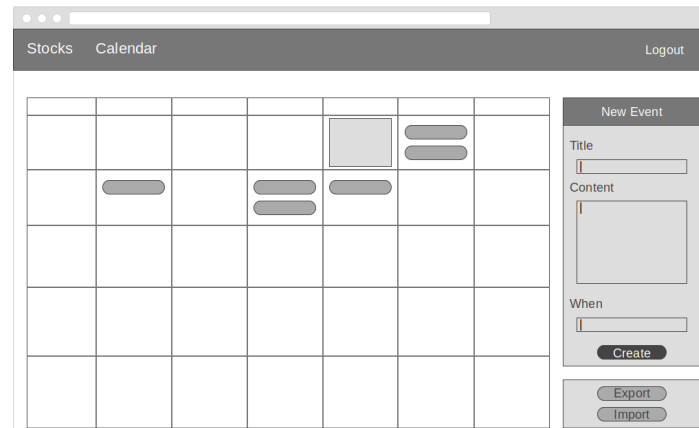 Stocks Calendar Logout
New Event
Title
Content
When
Create
Export
Import